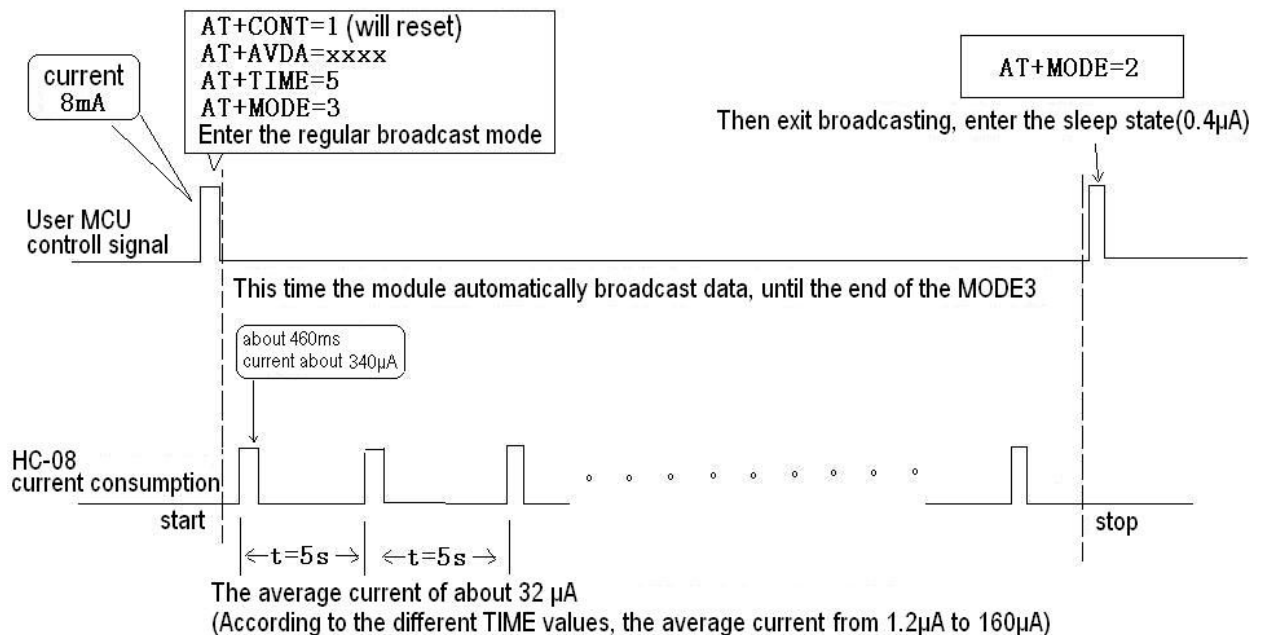 AT+CONT=1 (will reset)
AT+AVDA=xxxx
AT+TIME=5
AT+MODE=3
Enter the regular broadcast mode
current
8mA
AT+MODE=2
Then exit broadcasting, enter the sleep state(0.4μA)
User MCU
controll signal
This time the module automatically broadcast data, until the end of the MODE3
about 460ms
current about 340μA
HC-08
current consumption
start
stop
t=5s
t=5s
The average current of about 32 μA
(According to the different TIME values, the average current from 1.2μA to 160μA)